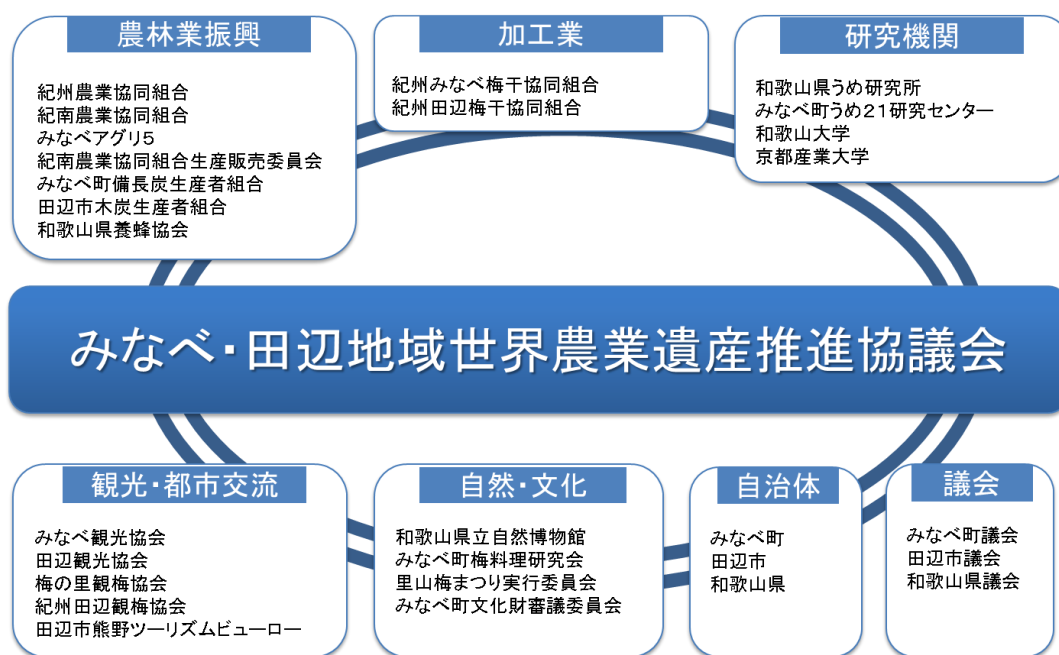 農林業振興
紀州農業協同組合
紀南農業協同組合
みなべアグリ5
紀南農業協同組合生産販売委員会
みなべ町備長炭生産者組合
田辺市木炭生産者組合
和歌山県養蜂協会
加工業
紀州みなべ梅干協同組合
紀州田辺梅干協同組合
研究機関
和歌山県うめ研究所
みなべ町うめ21研究センター
和歌山大学
京都産業大学
みなべ・田辺地域世界農業遺産推進協議会
観光・都市交流
みなべ観光協会
田辺観光協会
梅の里観梅協会
紀州田辺観梅協会
田辺市熊野ツーリズムビューロー
自然・文化
和歌山県立自然博物館
みなべ町梅料理研究会
里山梅まつり実行委員会
みなべ町文化財審議委員会
自治体
みなべ町
田辺市
和歌山県
議会
みなべ町議会
田辺市議会
和歌山県議会